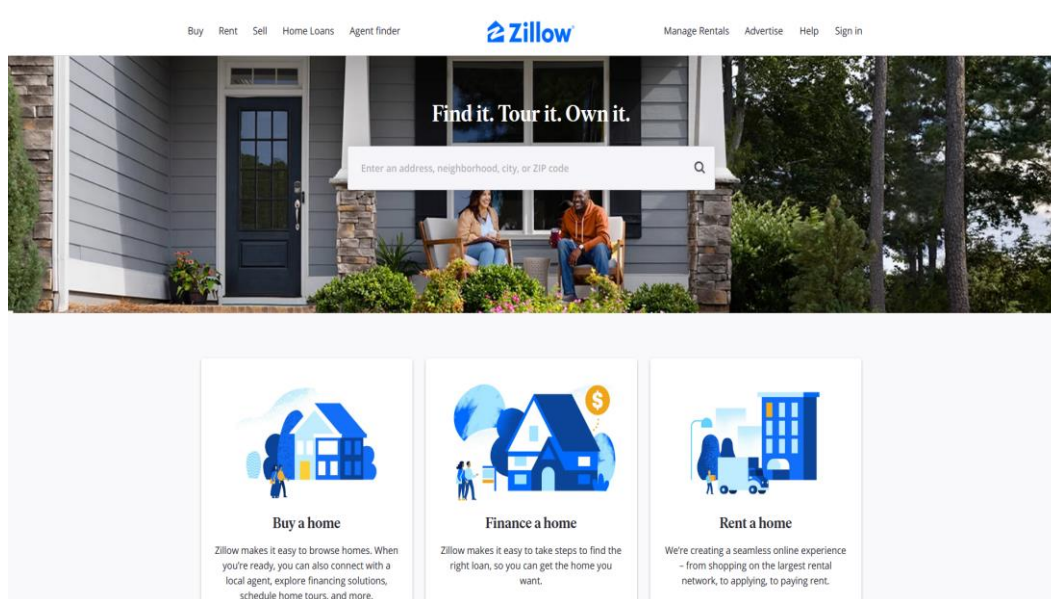 Buy Rent Sell Home Loans Agent finder Zillow Manage Rentals Advertise Help Sign in
Find it. Tour it. Own it.
Enter an address, neighborhood, city, or ZIP code
$
Buy a home
Zillow makes it easy to browse homes. When
you're ready, you can also connect with a
local agent, explore financing solutions,
schedule home tours, and more.
Finance a home
Zillow makes it easy to take steps to find the
right loan, so you can get the home you
want.
Rent a home
We're creating a seamless online experience
– from shopping on the largest rental
network, to applying, to paying rent.